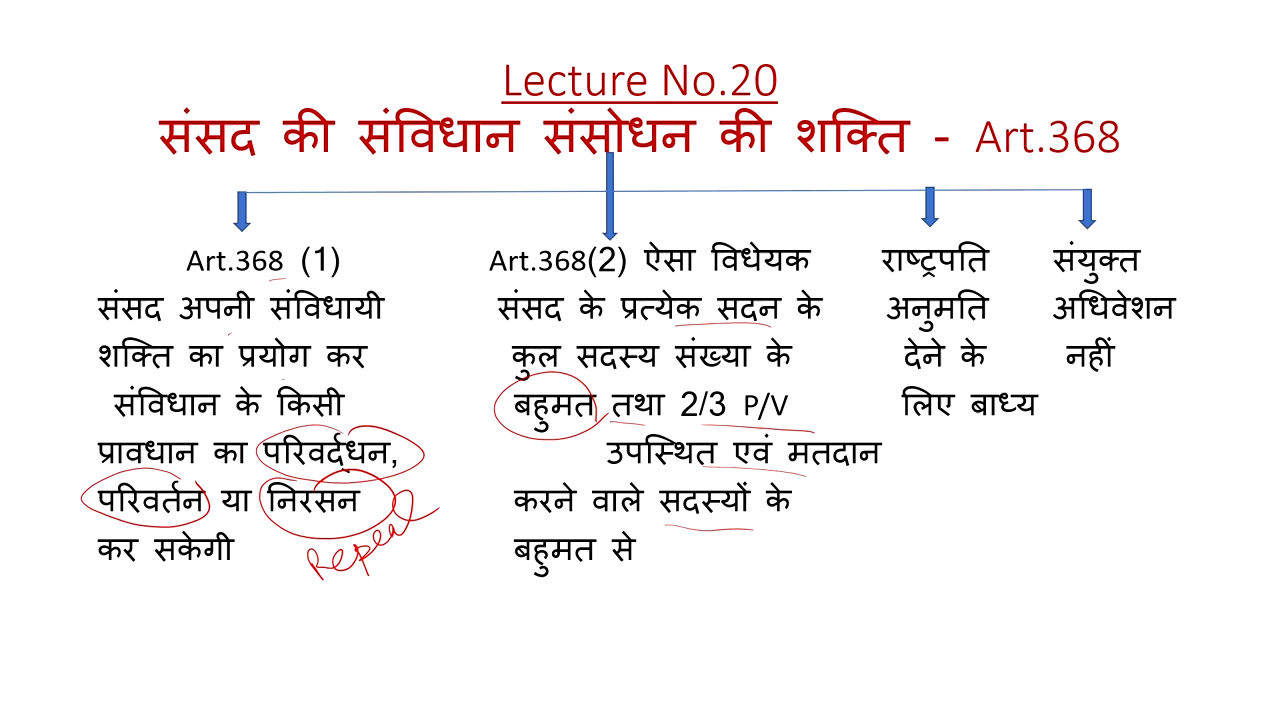 Lecture No.20
संसद की संविधान संसोधन की शक्ति - Art.368
Art.368 (1)
संसद अपनी संविधायी
शक्ति का प्रयोग कर
संविधान के किसी
प्रावधान का परिवर्द्धन,
परिवर्तन या निरसन
कर सकेगी
Repeal
Art.368(2) ऐसा विधेयक
संसद के प्रत्येक सदन के
कुल सदस्य संख्या के
बहुमत तथा 2/3 P/V
उपस्थित एवं मतदान
करने वाले सदस्यों के
बहुमत से
राष्ट्रपति
अनुमति
देने के
लिए बाध्य
संयुक्त
अधिवेशन
नहीं